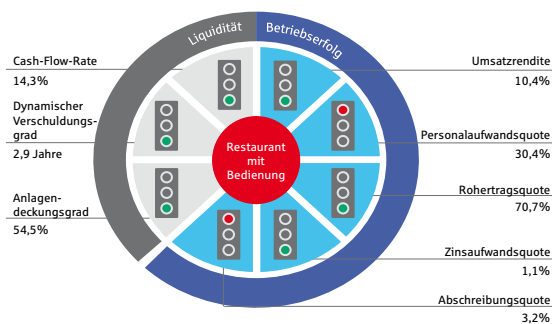 Liquidität
Betriebserfolg
Cash-Flow-Rate
14,3%
Dynamischer
Verschuldungs-
grad
2,9 Jahre
Anlagen-
deckungsgrad
54,5%
Restaurant
mit
Bedienung
Umsatzrendite
10,4%
Personalaufwandsquote
30,4%
Rohertragsquote
70,7%
Zinsaufwandsquote
1,1%
Abschreibungsquote
3,2%